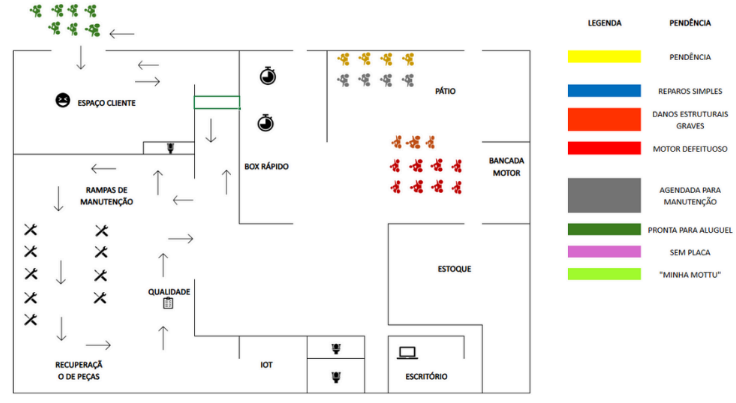 LEGENDA
PENDÊNCIA
PENDÊNCIA
REPAROS SIMPLES
DANOS ESTRUTURAIS
GRAVES
MOTOR DEFEITUOSO
AGENDADA PARA
MANUTENÇÃO
PRONTA PARA ALUGUEL
SEM PLACA
"MINHA MOTTU"
ESPAÇO CLIENTE
PÁTIO
BOX RÁPIDO
BANCADA
MOTOR
RAMPAS DE
MANUTENÇÃO
ESTOQUE
QUALIDADE
RECUPERAÇÃ
O DE PEÇAS
IOT
ESCRITÓRIO